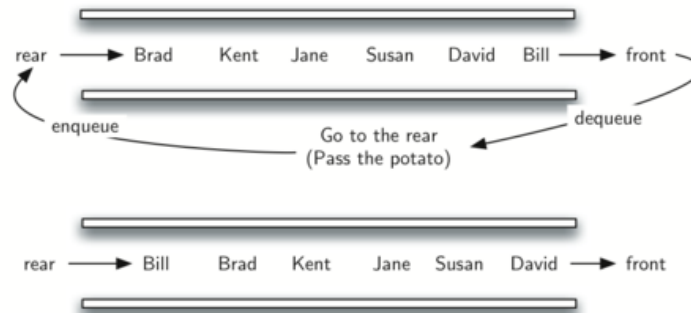 rear Brad Kent Jane Susan David Bill front
enqueue
dequeue
Go to the rear
(Pass the potato)
rear Bill Brad Kent Jane Susan David front